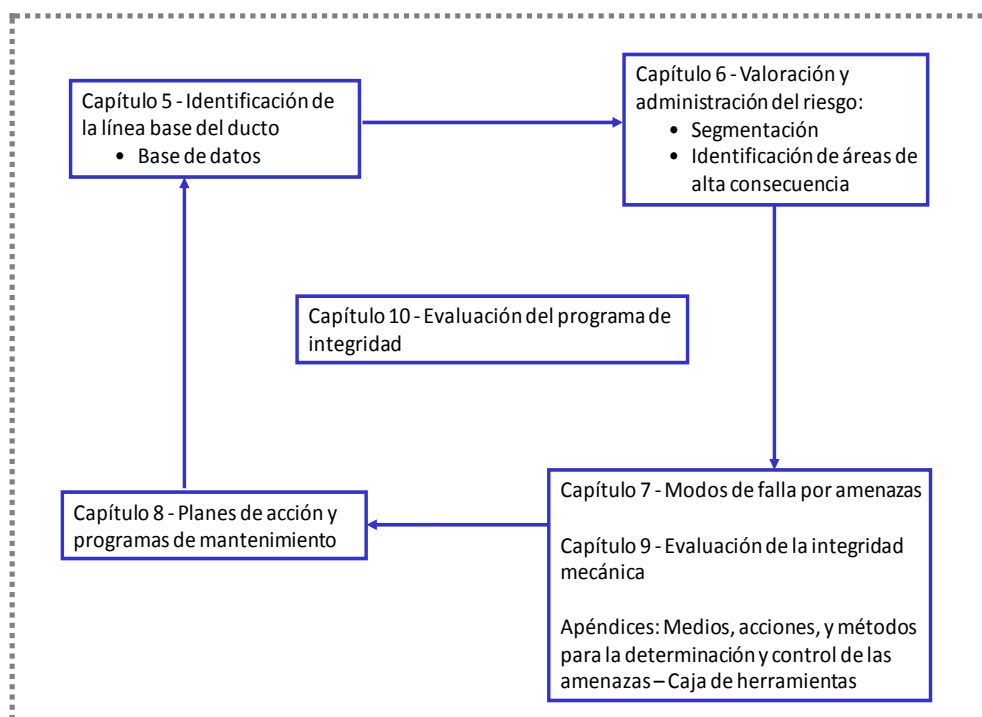 Capítulo 5 - Identificación de
la línea base del ducto
• Base de datos
Capítulo 6 - Valoración y
administración del riesgo:
• Segmentación
• Identificación de áreas de
alta consecuencia
Capítulo 10 - Evaluación del programa de
integridad
Capítulo 7 - Modos de falla por amenazas
Capítulo 9 - Evaluación de la integridad
mecánica
Apéndices: Medios, acciones, y métodos
para la determinación y control de las
amenazas – Caja de herramientas
Capítulo 8 - Planes de acción y
programas de mantenimiento